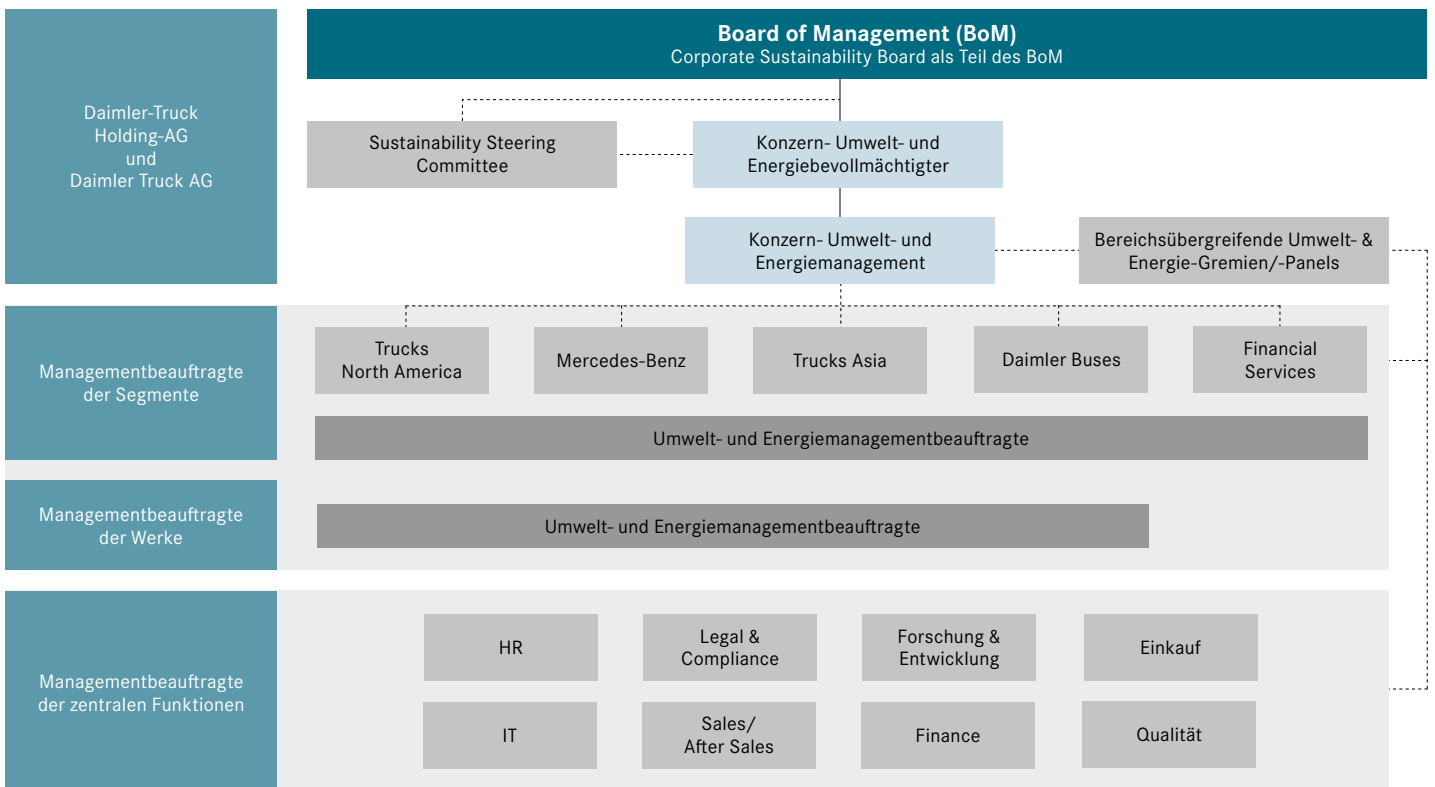 Board of Management (BoM)
Corporate Sustainability Board als Teil des BoM
Daimler-Truck
Holding-AG
und
Daimler Truck AG
Sustainability Steering
Committee
Konzern- Umwelt- und
Energiebevollmächtigter
Konzern- Umwelt- und
Energiemanagement
Bereichsübergreifende Umwelt- &
Energie-Gremien/-Panels
Managementbeauftragte
der Segmente
Trucks
North America
Mercedes-Benz
Trucks Asia
Daimler Buses
Financial
Services
Umwelt- und Energiemanagementbeauftragte
Managementbeauftragte
der Werke
Umwelt- und Energiemanagementbeauftragte
Managementbeauftragte
der zentralen Funktionen
HR
Legal &
Compliance
Forschung &
Entwicklung
Einkauf
IT
Sales/
After Sales
Finance
Qualität